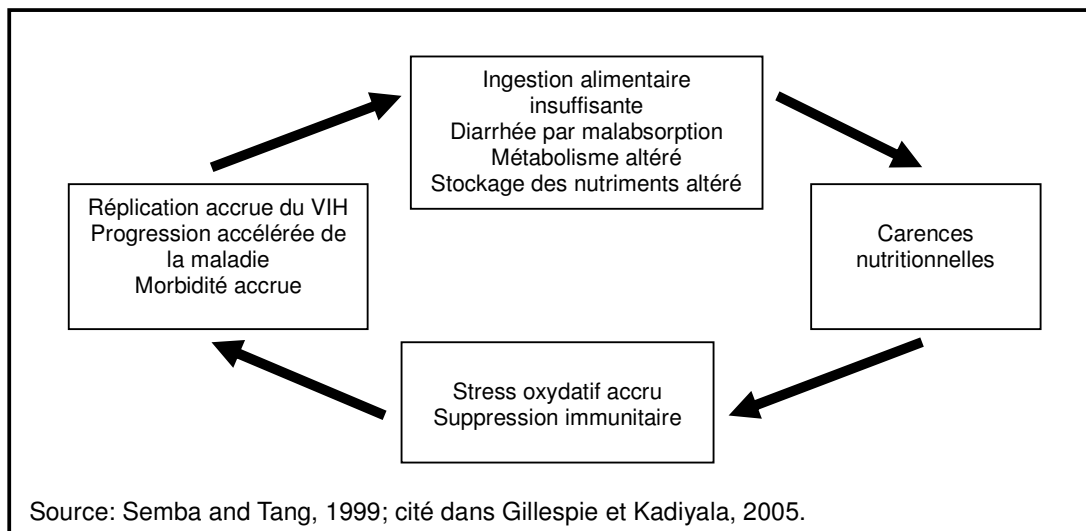 Ingestion alimentaire
insuffisante
Diarrhée par malabsorption
Métabolisme altéré
Stockage des nutriments altéré
Réplication accrue du VIH
Progression accélérée de
la maladie
Morbidité accrue
Carences
nutritionnelles
Stress oxydatif accru
Suppression immunitaire
Source: Semba and Tang, 1999; cité dans Gillespie et Kadiyala, 2005.